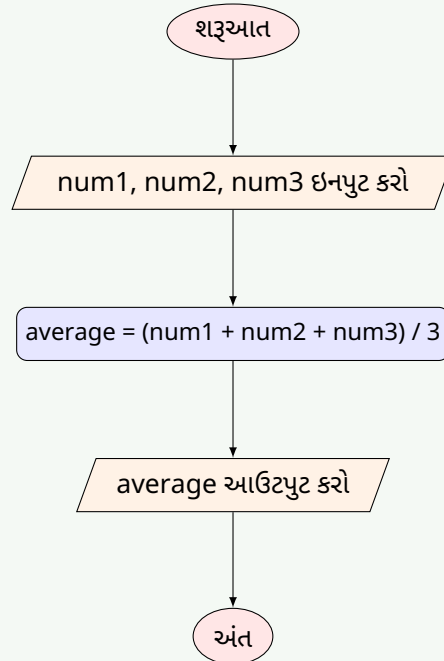 શરૂઆત
num1, num2, num3 ઇનપુટ કરો
average = (num1 + num2 + num3) / 3
average આઉટપુટ કરો
અંત